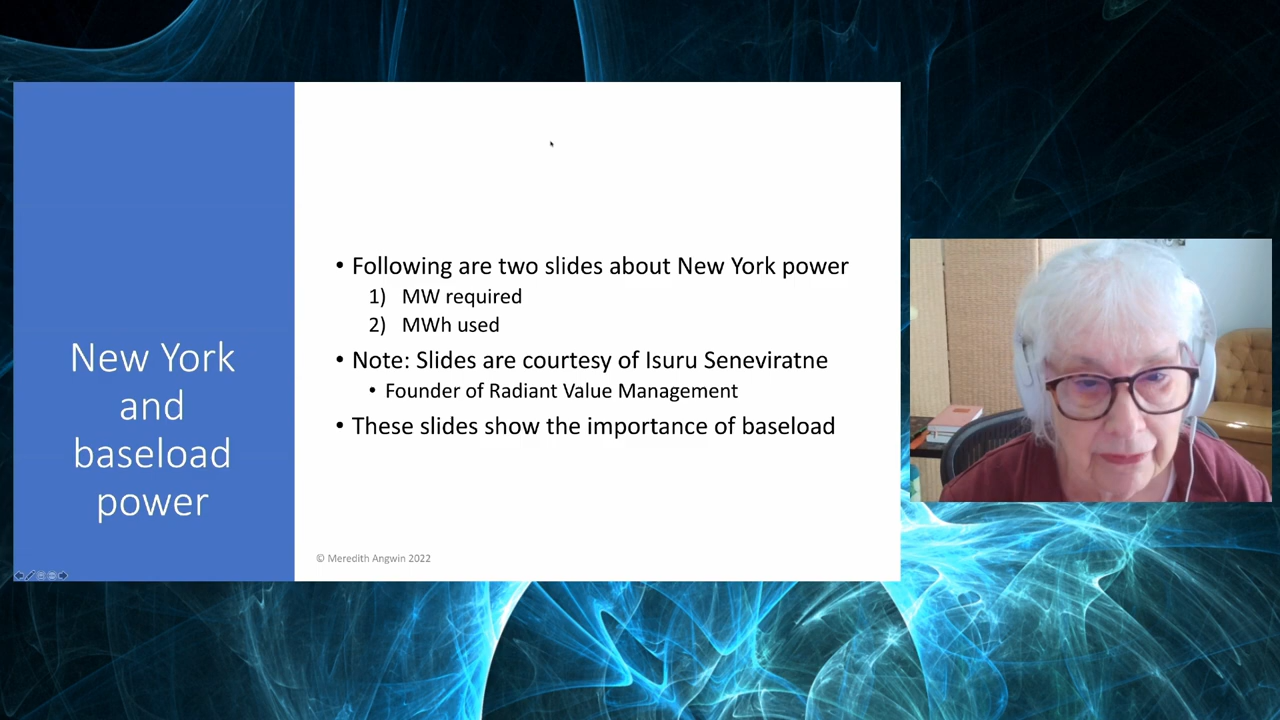 New York
and
baseload
power
• Following are two slides about New York power
1) MW required
2) MWh used
• Note: Slides are courtesy of Isuru Seneviratne
• Founder of Radiant Value Management
• These slides show the importance of baseload
© Meredith Angwin 2022